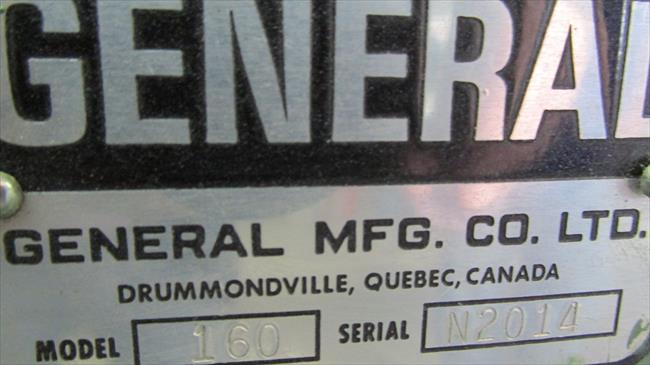 GENERAL
GENERAL MFG. CO. LTD.
DRUMMONDVILLE, QUEBEC, CANADA
MODEL 160 SERIAL N2014